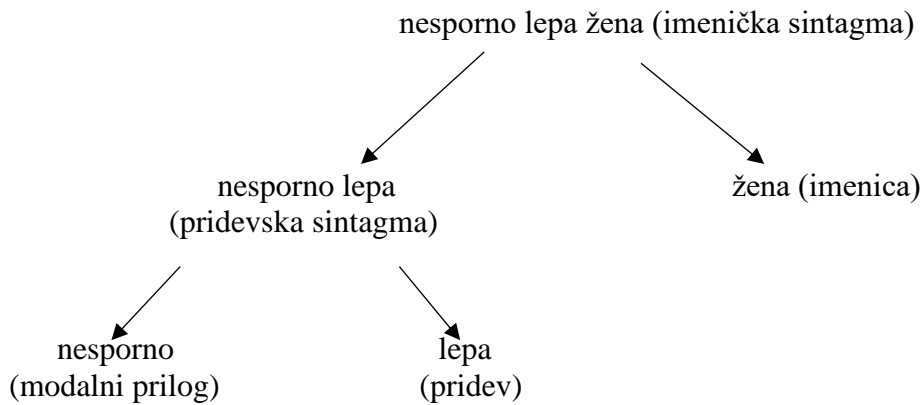 nesporno lepa žena (imenička sintagma)
nesporno lepa
(pridevska sintagma)
žena (imenica)
nesporno
(modalni prilog)
lepa
(pridev)